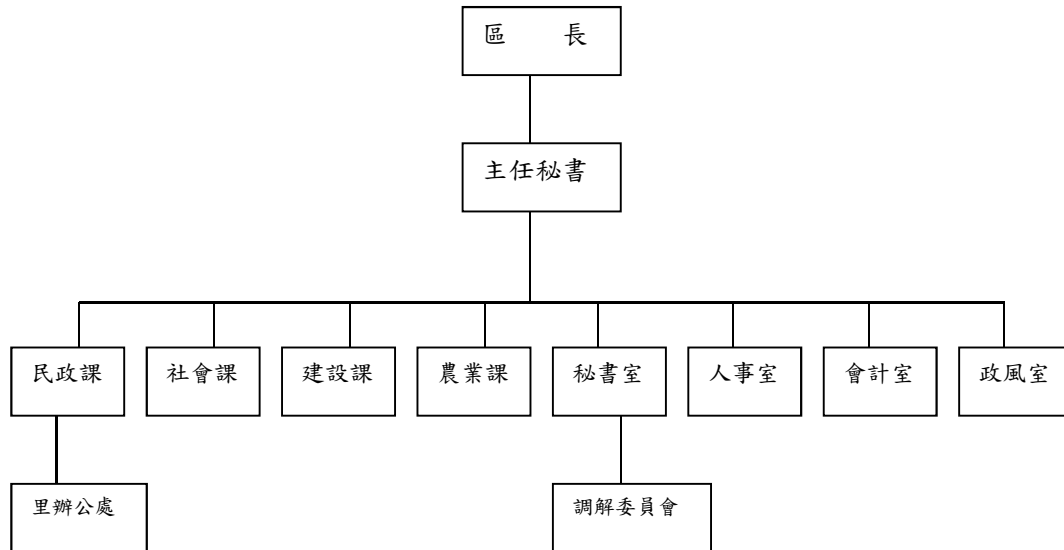 區 長
主任秘書
民政課 社會課 建設課 農業課 秘書室 人事室 會計室 政風室
里辦公處 調解委員會